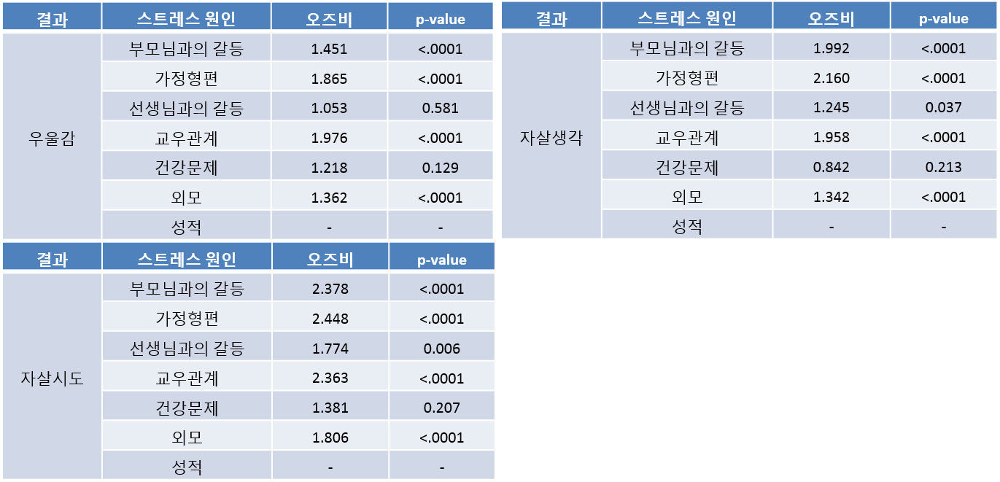 결과 스트레스 원인 오즈비 p-value
우울감
부모님과의 갈등 1.451 <.0001
가정형편 1.865 <.0001
선생님과의 갈등 1.053 0.581
교우관계 1.976 <.0001
건강문제 1.218 0.129
외모 1.362 <.0001
성적 - -
결과 스트레스 원인 오즈비 p-value
자살생각
부모님과의 갈등 1.992 <.0001
가정형편 2.160 <.0001
선생님과의 갈등 1.245 0.037
교우관계 1.958 <.0001
건강문제 0.842 0.213
외모 1.342 <.0001
성적 - -
결과 스트레스 원인 오즈비 p-value
자살시도
부모님과의 갈등 2.378 <.0001
가정형편 2.448 <.0001
선생님과의 갈등 1.774 0.006
교우관계 2.363 <.0001
건강문제 1.381 0.207
외모 1.806 <.0001
성적 - -